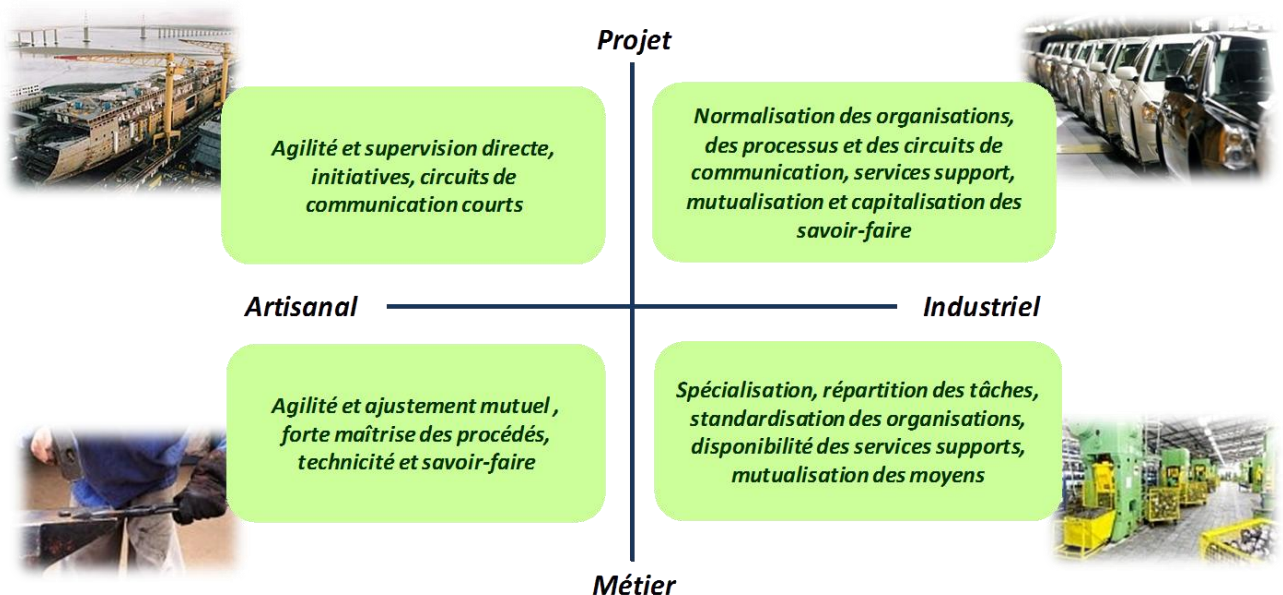 Projet
Agilité et supervision directe,
initiatives, circuits de
communication courts
Normalisation des organisations,
des processus et des circuits de
communication, services support,
mutualisation et capitalisation des
savoir-faire
Artisanal
Industriel
Agilité et ajustement mutuel ,
forte maîtrise des procédés,
technicité et savoir-faire
Spécialisation, répartition des tâches,
standardisation des organisations,
disponibilité des services supports,
mutualisation des moyens
Métier